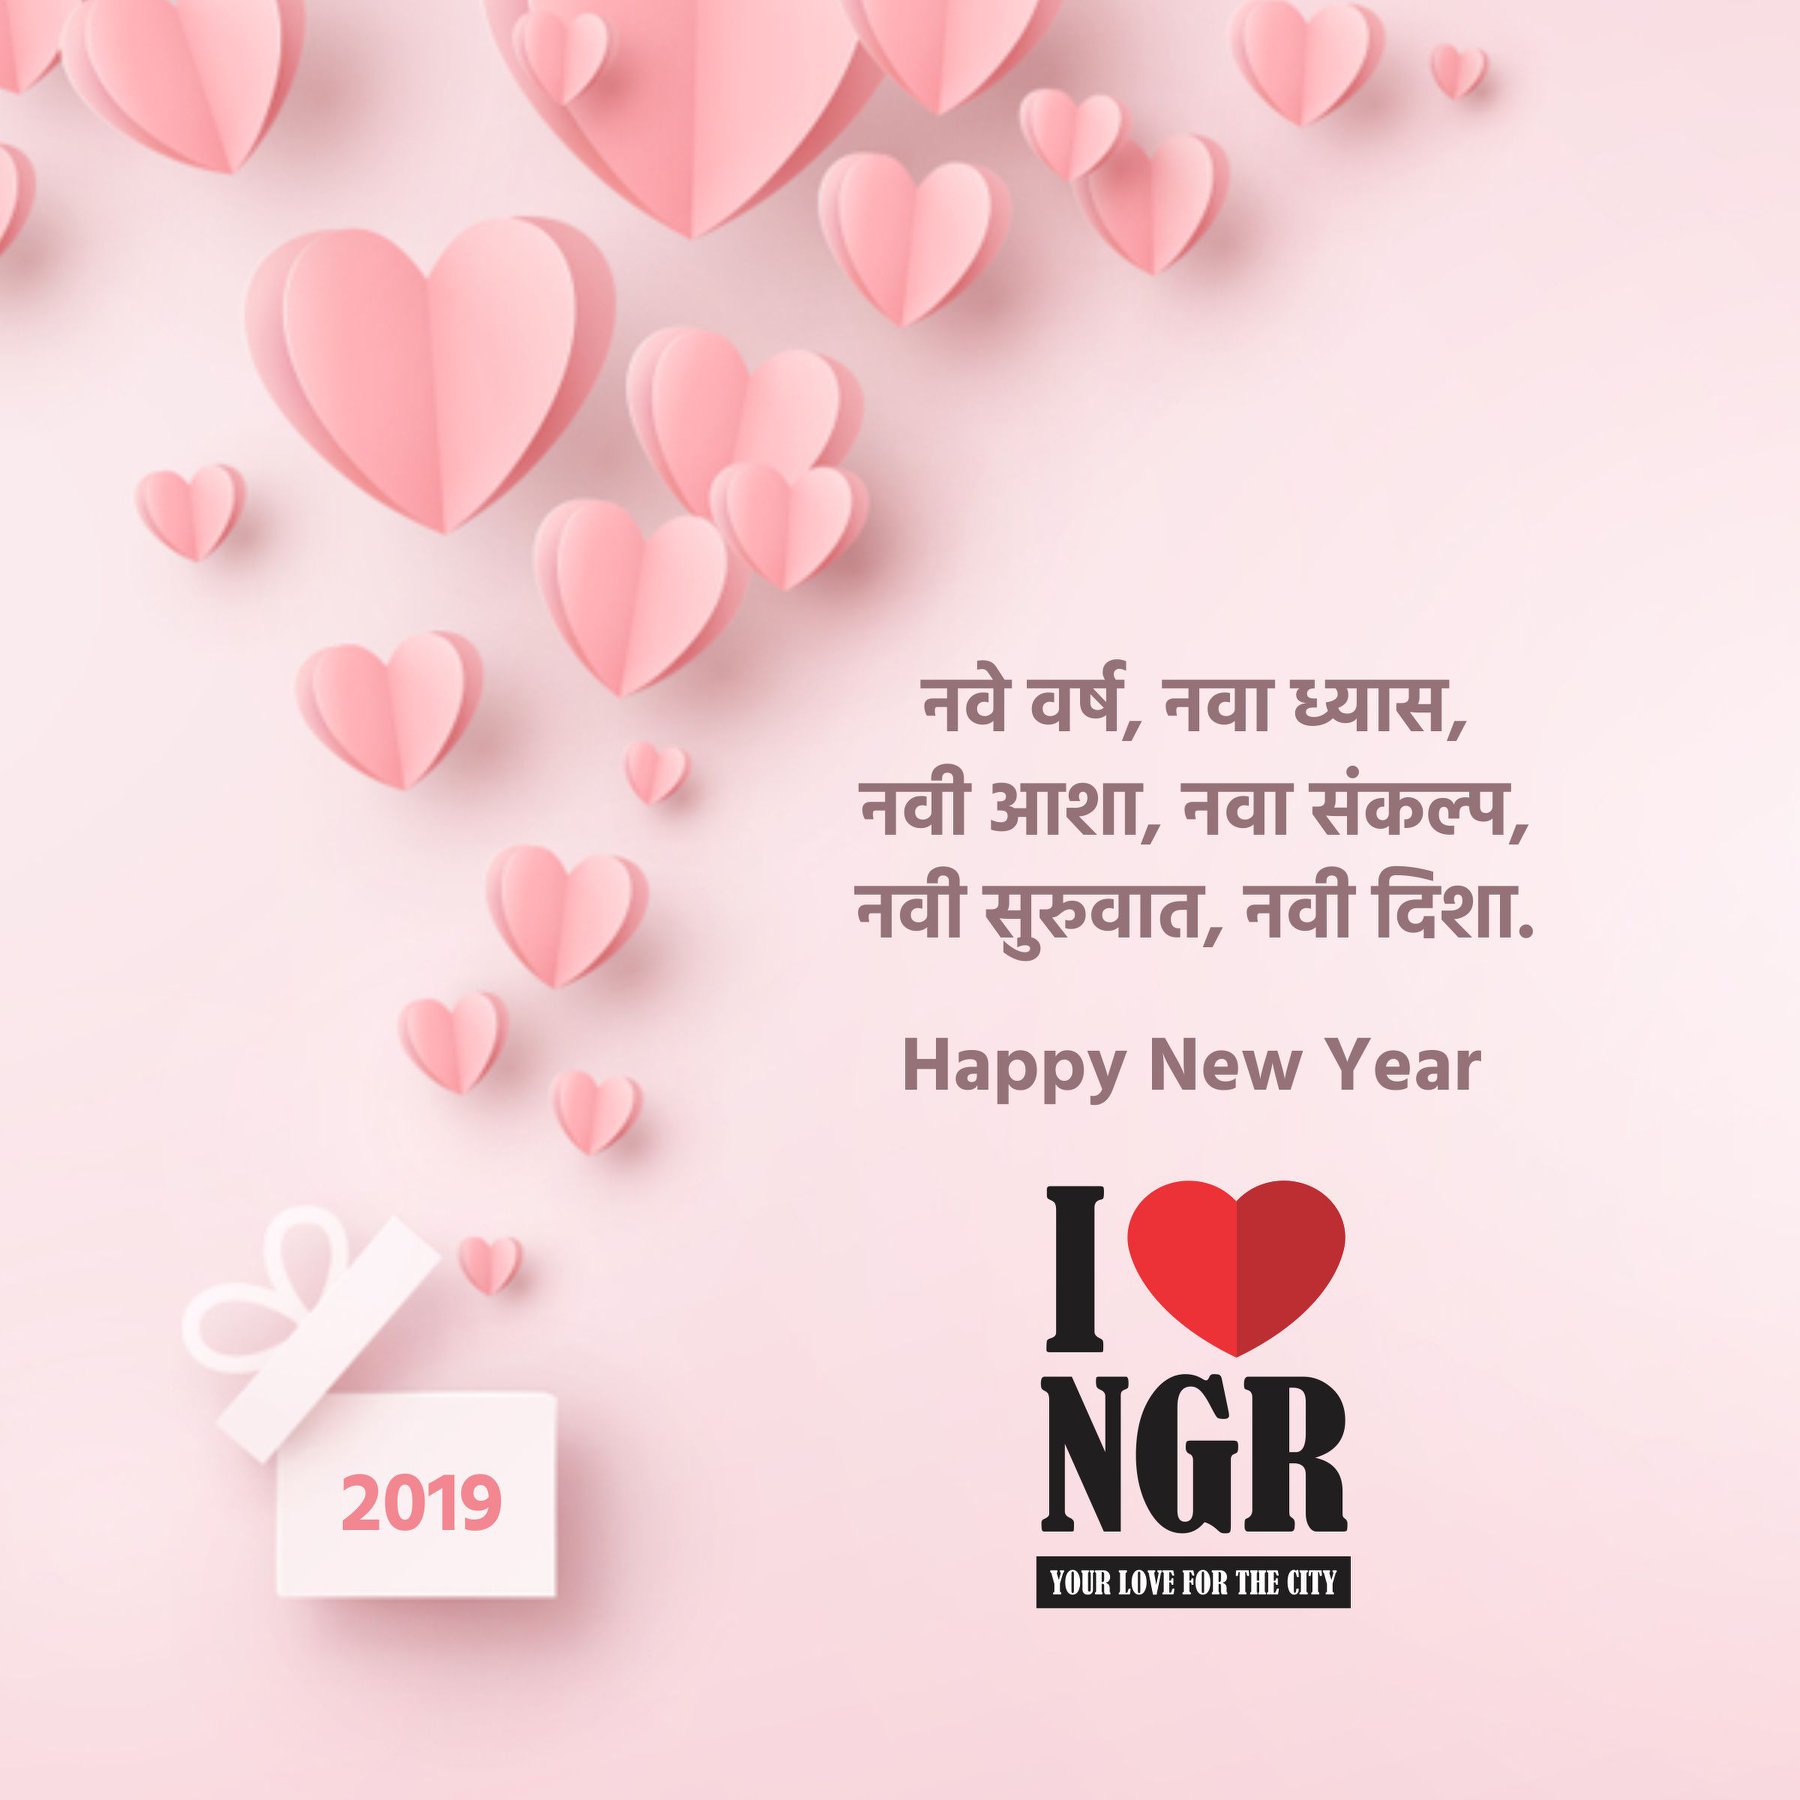 नवे वर्ष, नवा ध्यास,
नवी आशा, नवा संकल्प,
नवी सुरुवात, नवी दिशा.
Happy New Year
I
NGR
YOUR LOVE FOR THE CITY
2019